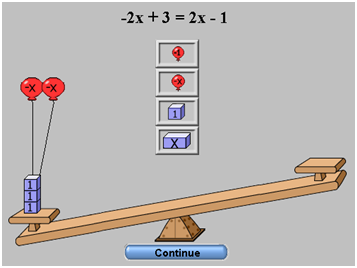 -2x + 3 = 2x - 1
-1
-X
1
X
-X -X
1
1
1
Continue